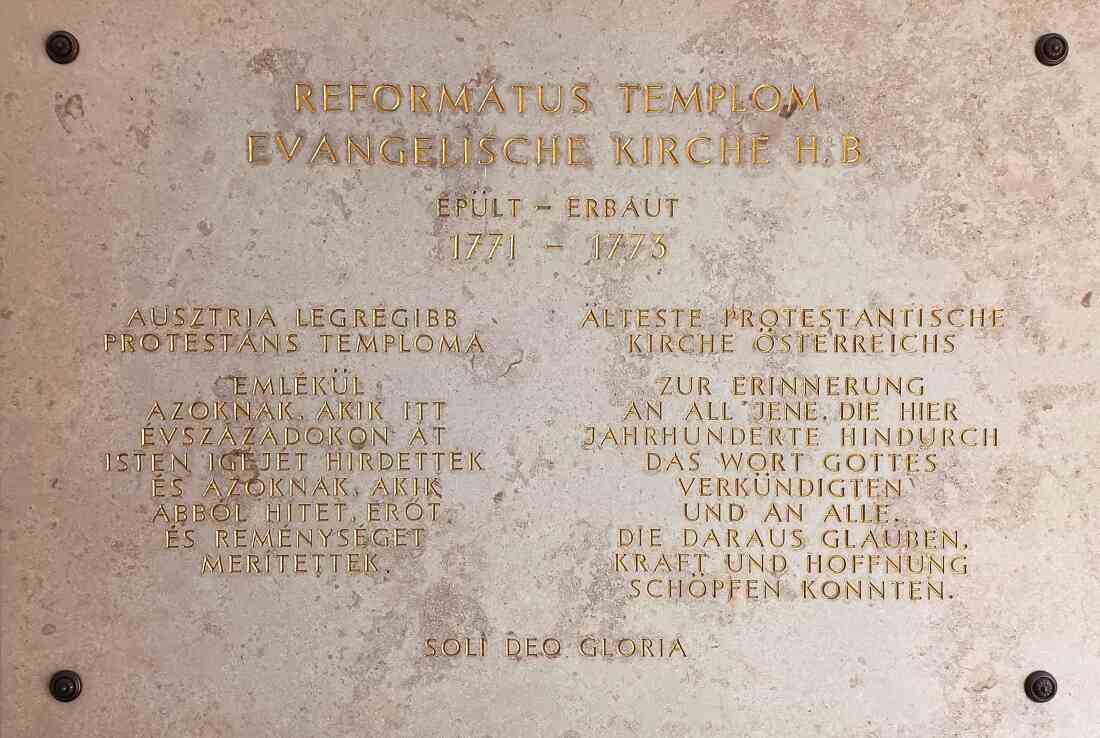 REFORMÁTUS TEMPLOM
EVANGELISCHE KIRCHE H.B.
ÉPÜLT – ERBAUT
1771 – 1773
AUSZTRIA LEGRÉGIBB
PROTESTÁNS TEMPLOMA
EMLÉKÜL
AZOKNAK, AKIK ITT
ÉVSZÁZADOKON ÁT
ISTEN IGÉJÉT HIRDETTÉK
ÉS AZOKNAK, AKIK
ABBÓL HITET, ERŐT
ÉS REMÉNYSÉGET
MERÍTETTEK.
ÄLTESTE PROTESTANTISCHE
KIRCHE ÖSTERREICHS
ZUR ERINNERUNG
AN ALL JENE, DIE HIER
JAHRHUNDERTE HINDURCH
DAS WORT GOTTES
VERKÜNDIGTEN
UND AN ALLE,
DIE DARAUS GLAUBEN,
KRAFT UND HOFFNUNG
SCHÖPFEN KONNTEN.
SOLI DEO GLORIA